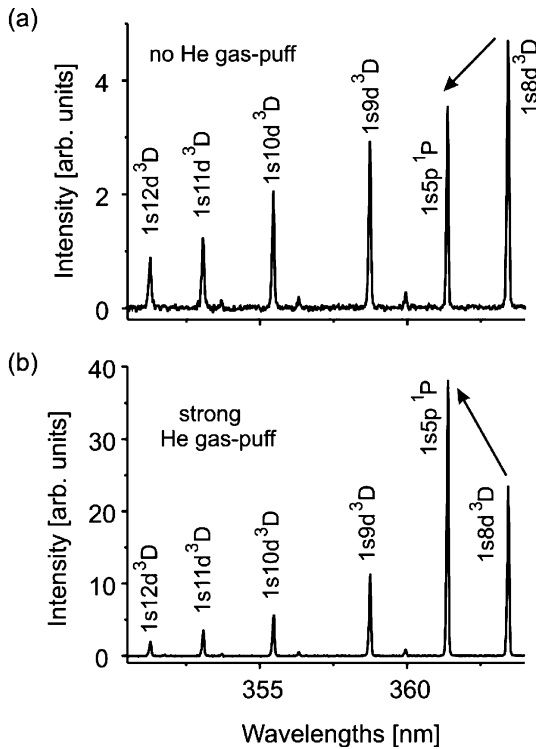 (a)
no He gas-puff
Intensity [arb. units]
4
2
0
1s12d ³D
1s11d ³D
1s10d ³D
1s9d ³D
1s5p ¹P
1s8d ³D
(b)
strong
He gas-puff
Intensity [arb. units]
40
30
20
10
0
1s12d ³D
1s11d ³D
1s10d ³D
1s9d ³D
1s5p ¹P
1s8d ³D
355
360
Wavelengths [nm]